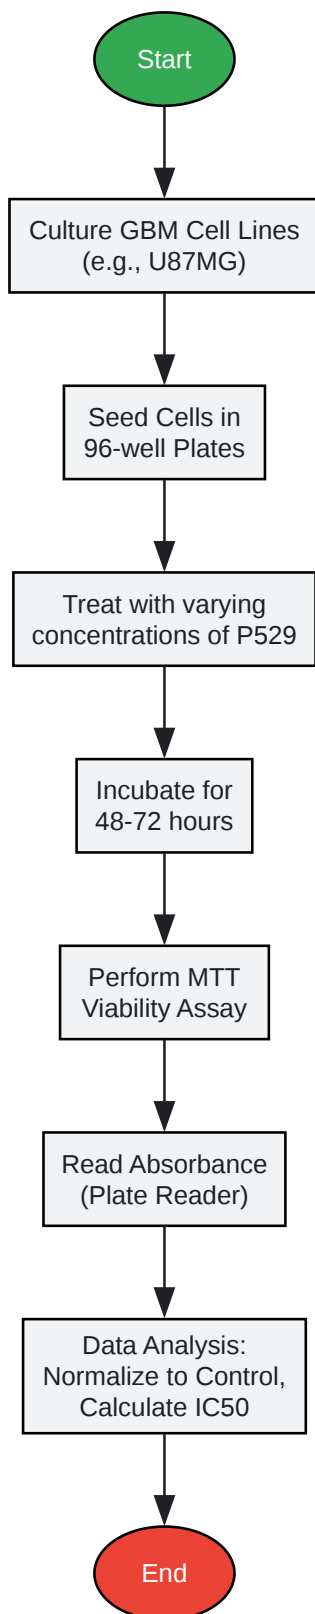 Start
Culture GBM Cell Lines
(e.g., U87MG)
Seed Cells in
96-well Plates
Treat with varying
concentrations of P529
Incubate for
48-72 hours
Perform MTT
Viability Assay
Read Absorbance
(Plate Reader)
Data Analysis:
Normalize to Control,
Calculate IC50
End